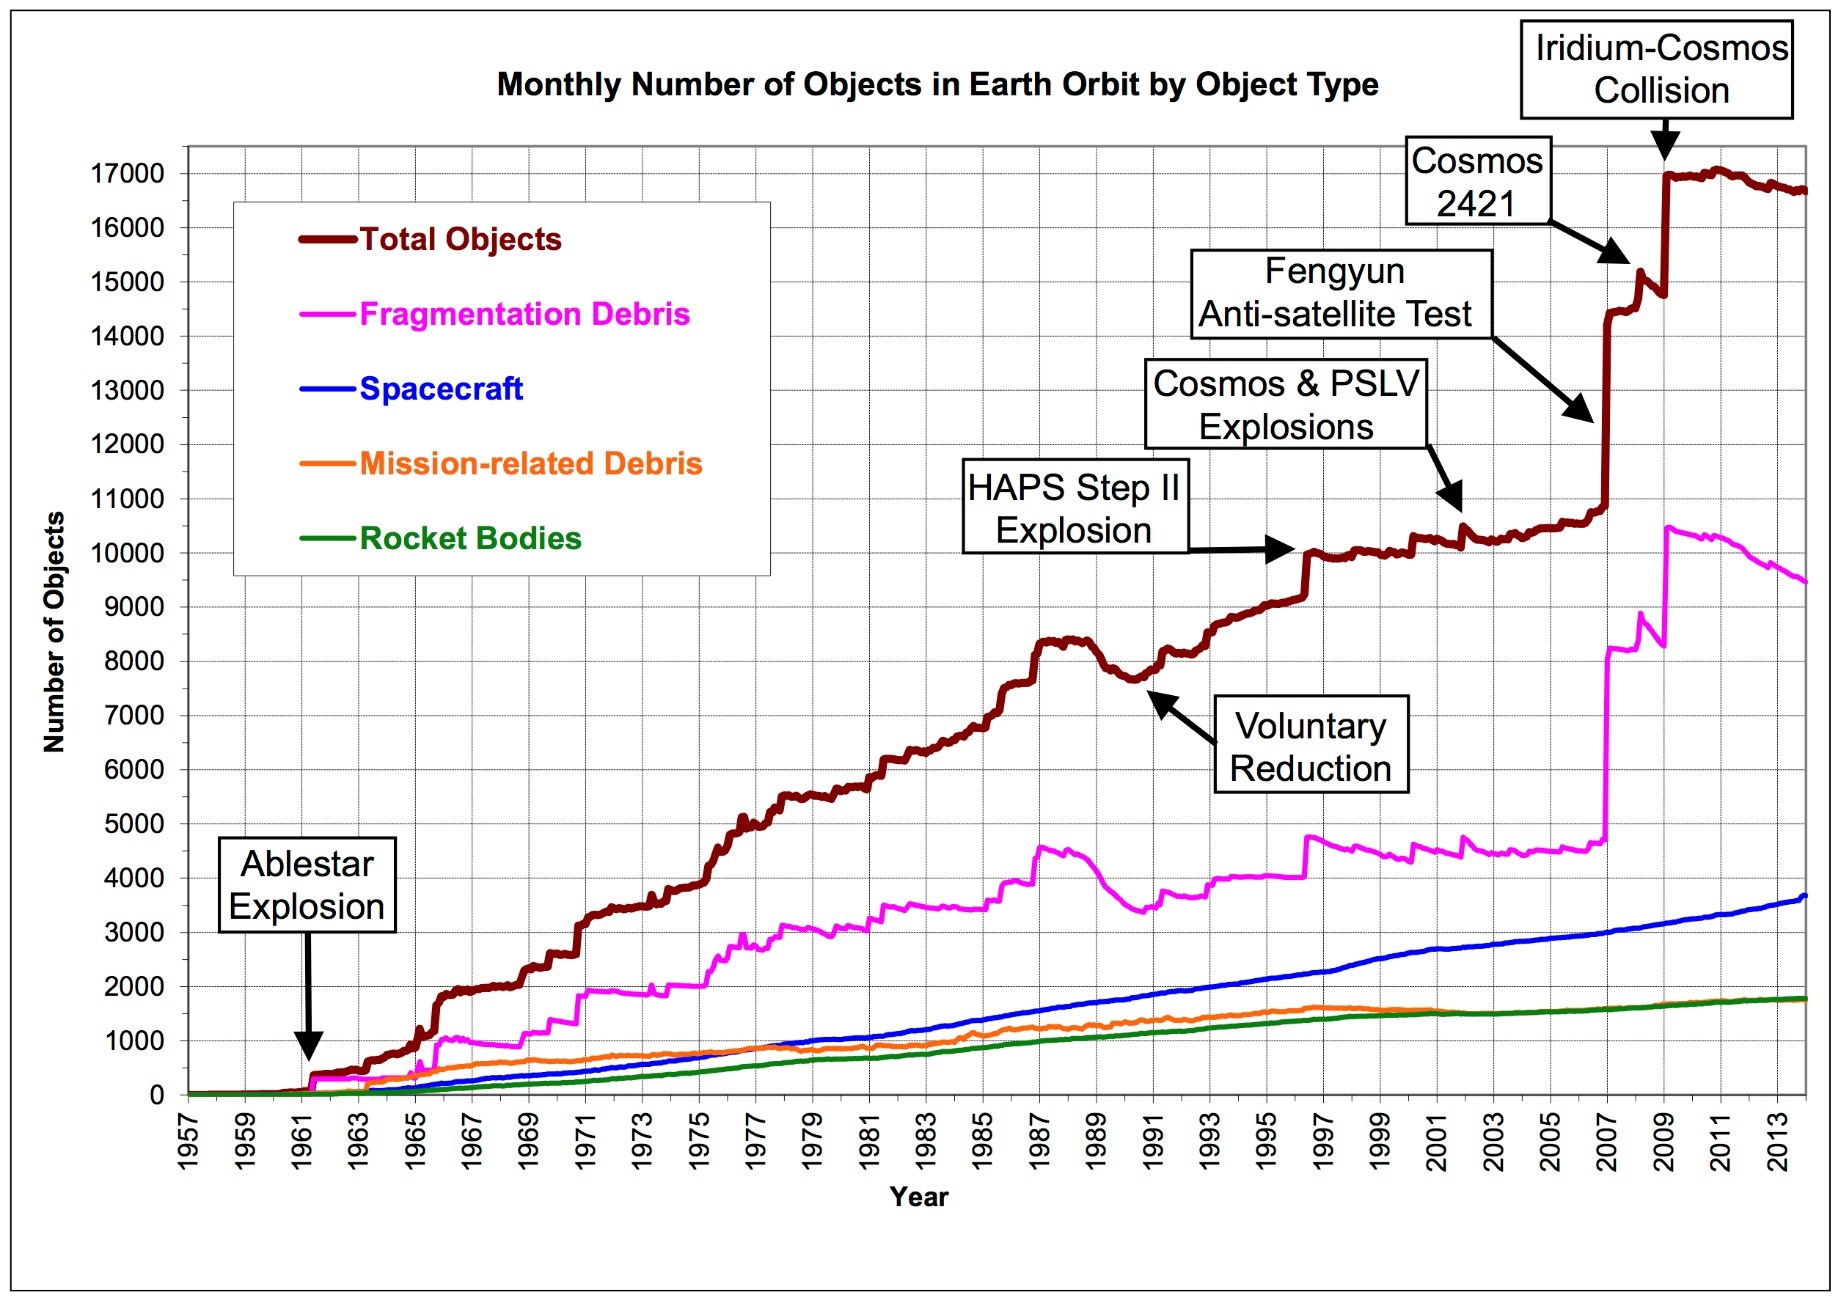 Monthly Number of Objects in Earth Orbit by Object Type
Iridium-Cosmos
Collision
Cosmos
2421
Fengyun
Anti-satellite Test
Cosmos & PSLV
Explosions
HAPS Step II
Explosion
Voluntary
Reduction
Ablestar
Explosion
Total Objects
Fragmentation Debris
Spacecraft
Mission-related Debris
Rocket Bodies
Number of Objects
17000
16000
15000
14000
13000
12000
11000
10000
9000
8000
7000
6000
5000
4000
3000
2000
1000
0
1957
1959
1961
1963
1965
1967
1969
1971
1973
1975
1977
1979
1981
1983
1985
1987
1989
1991
1993
1995
1997
1999
2001
2003
2005
2007
2009
2011
2013
Year